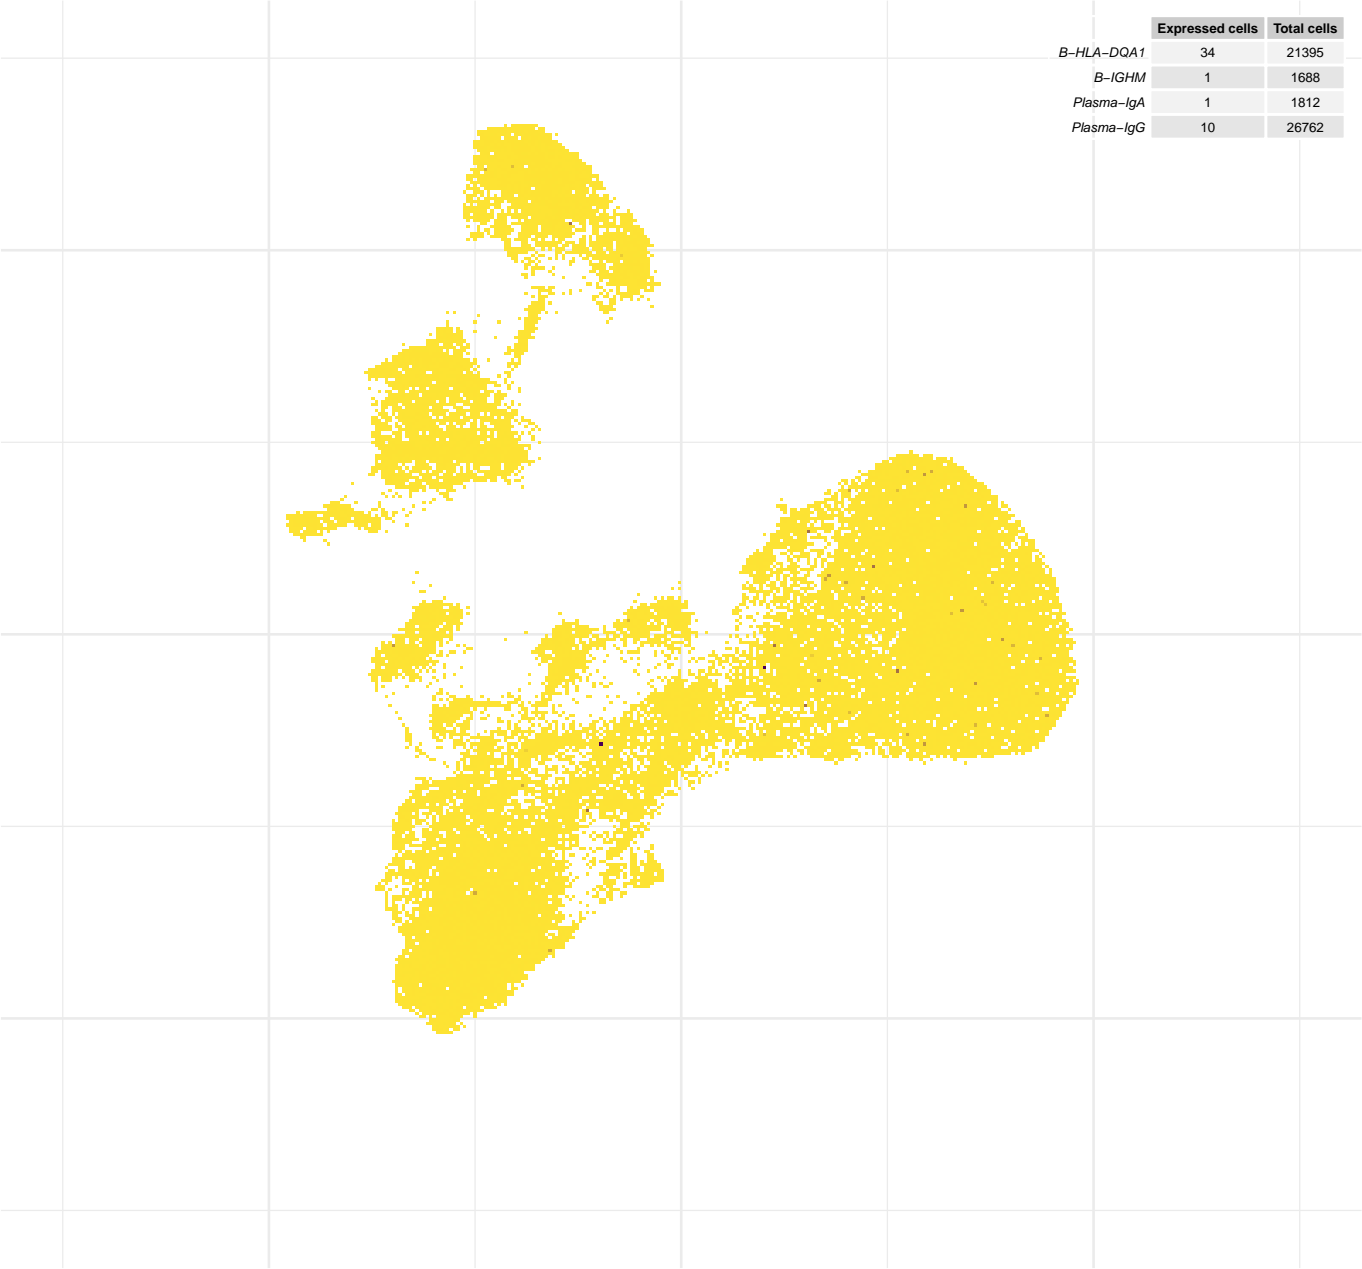 Expressed cells Total cells
B−HLA−DQA1 34 21395
B−IGHM 1 1688
Plasma−IgA 1 1812
Plasma−IgG 10 26762